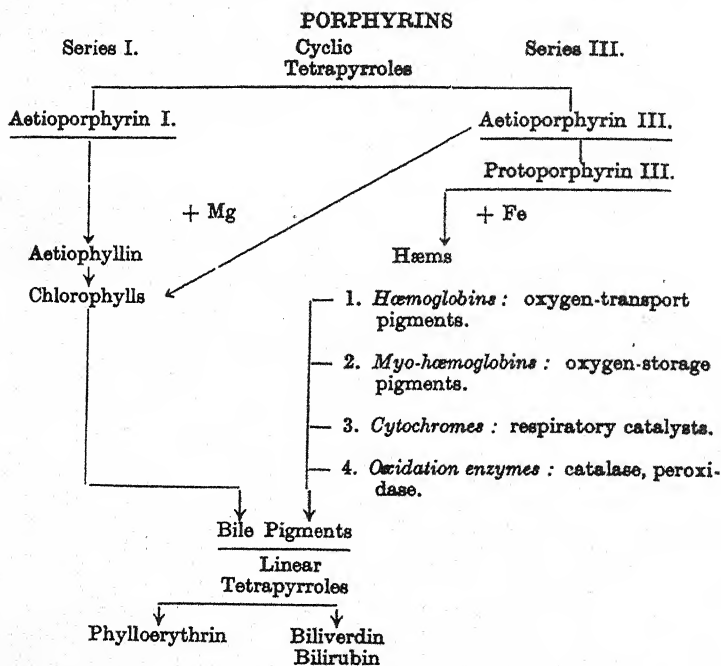 PORPHYRINS
Series I. Cyclic Series III.
Tetrapyrroles
Aetioporphyrin I. Aetioporphyrin III.
Protoporphyrin III.
+ Mg + Fe
Aetiophyllin Hæms
Chlorophylls
1. Hæmoglobins : oxygen-transport
pigments.
2. Myo-hæmoglobins : oxygen-storage
pigments.
3. Cytochromes : respiratory catalysts.
4. Oxidation enzymes : catalase, peroxi-
dase.
Bile Pigments
Linear
Tetrapyrroles
Phylloerythrin Biliverdin
Bilirubin